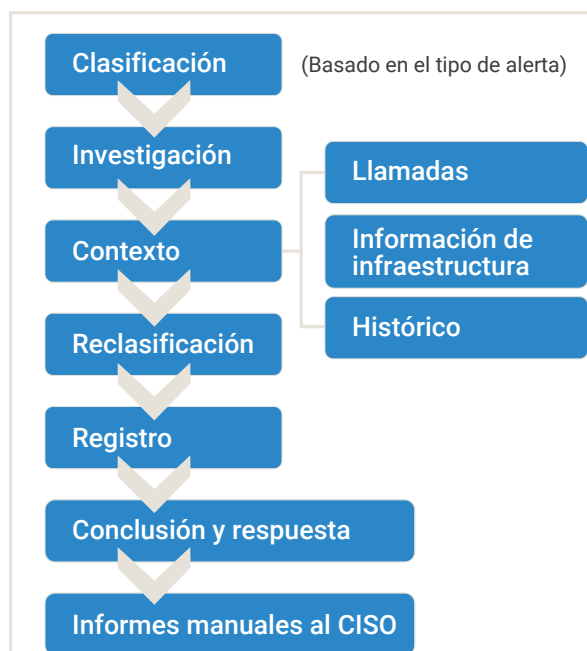 Clasificación
(Basado en el tipo de alerta)
Investigación
Contexto
Llamadas
Información de
infraestructura
Histórico
Reclasificación
Registro
Conclusión y respuesta
Informes manuales al CISO